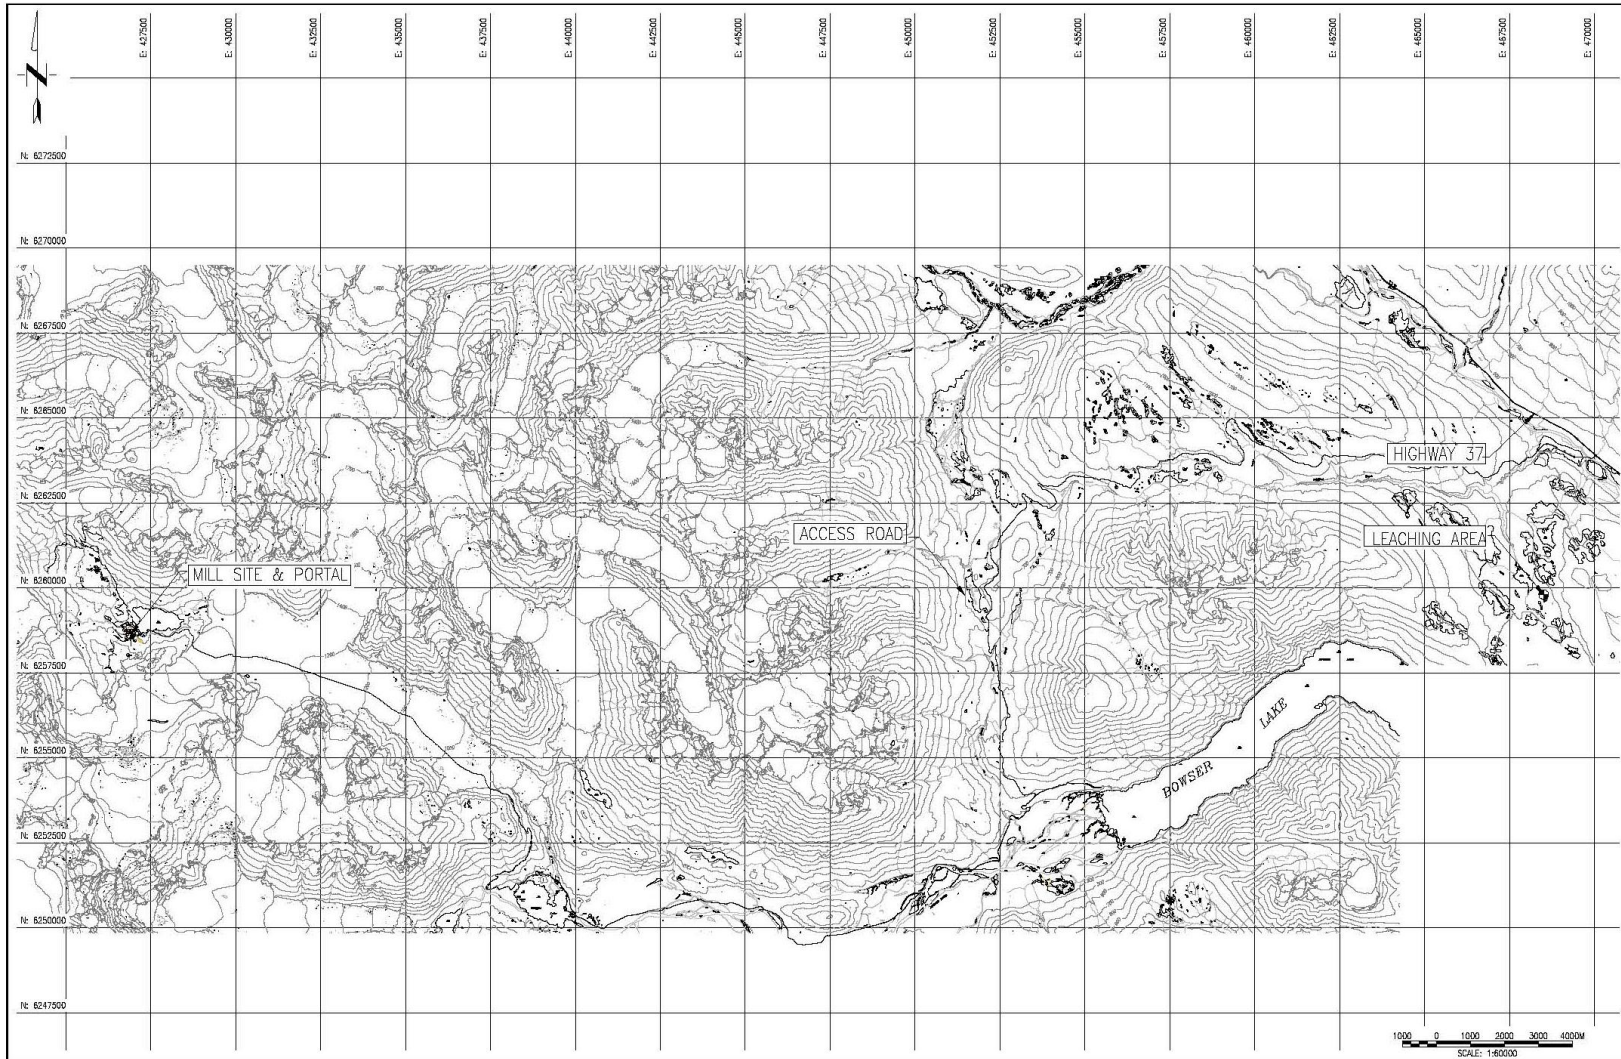 E: 427500
E: 430000
E: 432500
E: 435000
E: 437500
E: 440000
E: 442500
E: 445000
E: 447500
E: 450000
E: 452500
E: 455000
E: 457500
E: 460000
E: 462500
E: 465000
E: 467500
E: 470000
N
N: 6272500
N: 6270000
N: 6267500
N: 6265000
HIGHWAY 37
N: 6262500
ACCESS ROAD
LEACHING AREA
N: 6260000
MILL SITE & PORTAL
N: 6257500
BOWSER LAKE
N: 6255000
N: 6252500
N: 6250000
N: 6247500
1000 0 1000 2000 3000 4000M
SCALE: 1:60000